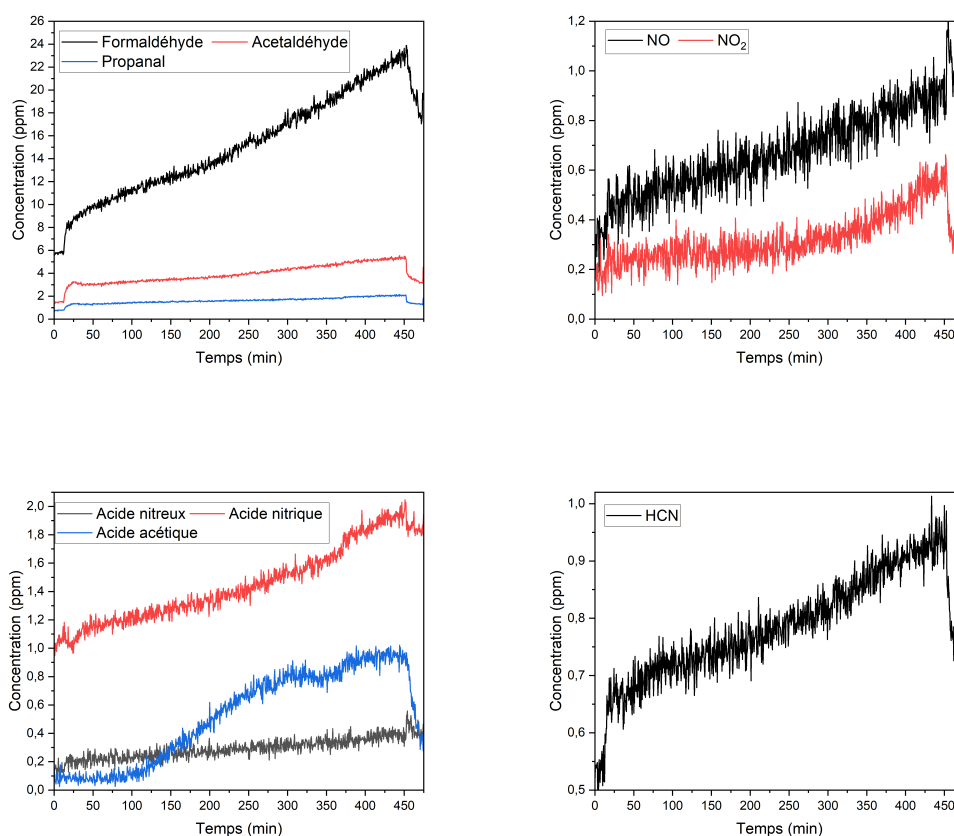 26
24
22
20
18
16
14
12
10
8
6
4
2
0
Concentration (ppm)
Formaldéhyde
Acetaldéhyde
Propanal
0 50 100 150 200 250 300 350 400 450
Temps (min)
1,2
1,0
0,8
0,6
0,4
0,2
0,0
Concentration (ppm)
NO
NO₂
0 50 100 150 200 250 300 350 400 450
Temps (min)
2,0
1,8
1,6
1,4
1,2
1,0
0,8
0,6
0,4
0,2
0,0
Concentration (ppm)
Acide nitreux
Acide nitrique
Acide acétique
0 50 100 150 200 250 300 350 400 450
Temps (min)
1,0
0,9
0,8
0,7
0,6
0,5
Concentration (ppm)
HCN
0 50 100 150 200 250 300 350 400 450
Temps (min)